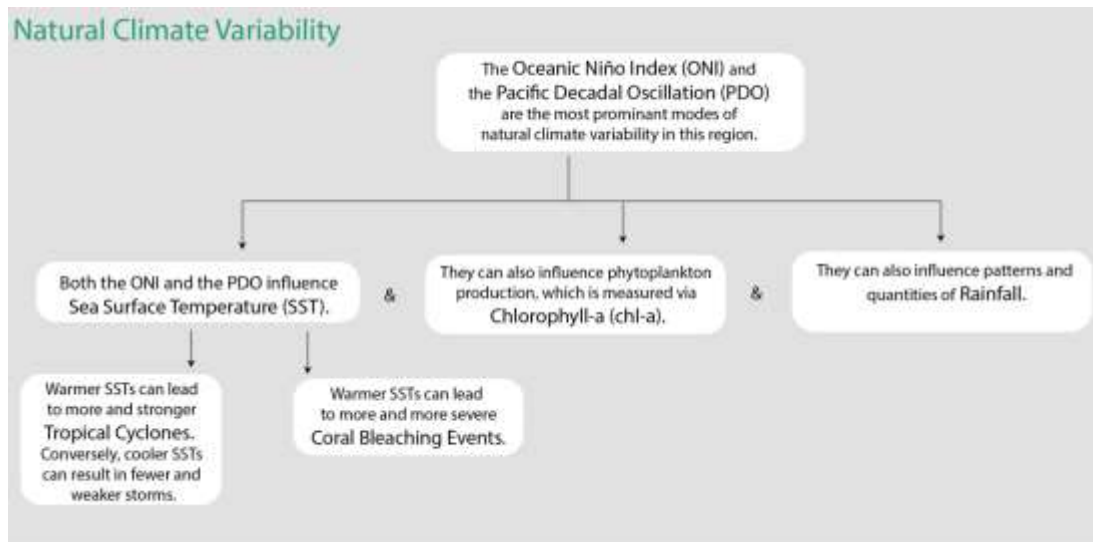 Natural Climate Variability
The Oceanic Niño Index (ONI) and
the Pacific Decadal Oscillation (PDO)
are the most prominant modes of
natural climate variability in this region.
Both the ONI and the PDO influence
Sea Surface Temperature (SST).
&
They can also influence phytoplankton
production, which is measured via
Chlorophyll-a (chl-a).
&
They can also influence patterns and
quantities of Rainfall.
Warmer SSTs can lead
to more and stronger
Tropical Cyclones.
Conversely, cooler SSTs
can result in fewer and
weaker storms.
Warmer SSTs can lead
to more and more severe
Coral Bleaching Events.